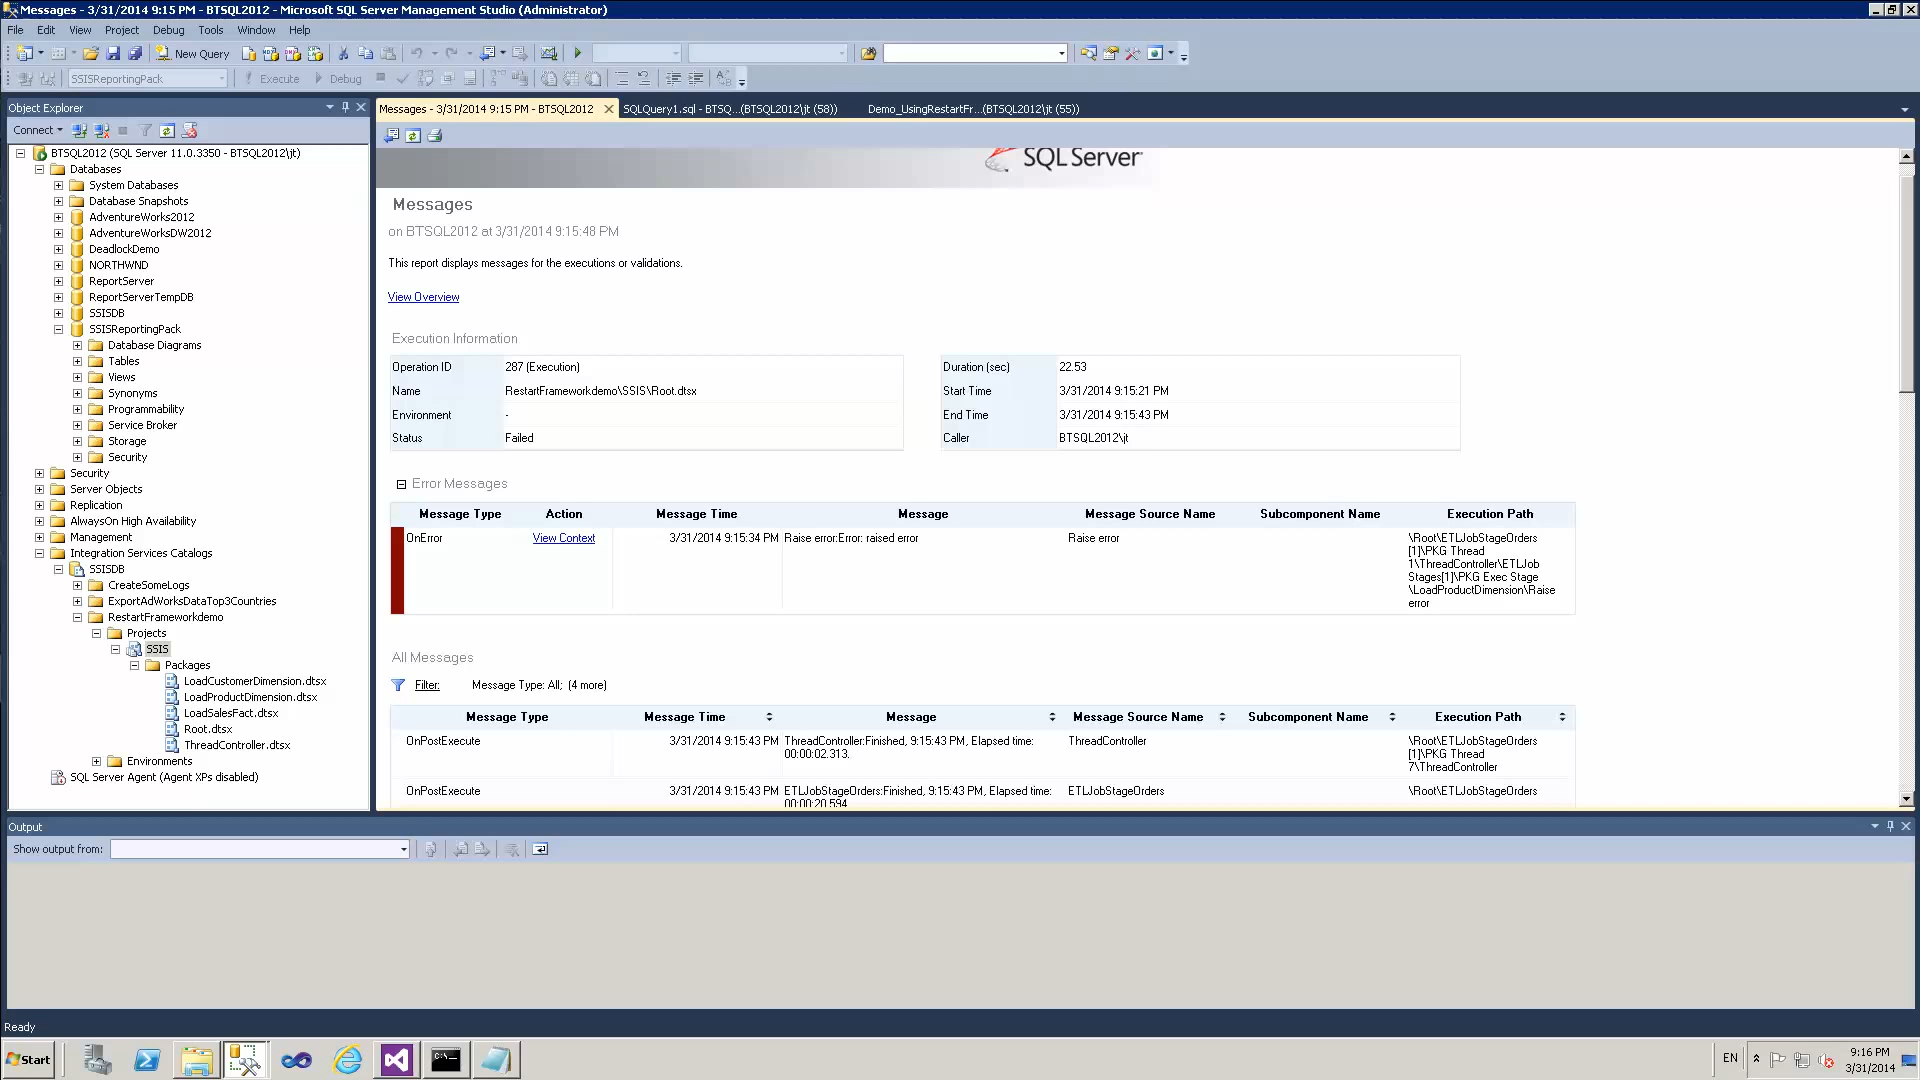 Messages - 3/31/2014 9:15 PM - BTSQL2012 - Microsoft SQL Server Management Studio (Administrator)
File Edit View Project Debug Tools Window Help
New Query
SSISReportingPack Execute Debug
Object Explorer
Connect
BTSQL2012 (SQL Server 11.0.3350 - BTSQL2012\jt)
Databases
System Databases
Database Snapshots
AdventureWorks2012
AdventureWorksDW2012
DeadlockDemo
NORTHWND
ReportServer
ReportServerTempDB
SSISDB
SSISReportingPack
Database Diagrams
Tables
Views
Synonyms
Programmability
Service Broker
Storage
Security
Security
Server Objects
Replication
AlwaysOn High Availability
Management
Integration Services Catalogs
SSISDB
CreateSomeLogs
ExportAdWorksDataTop3Countries
RestartFrameworkdemo
Projects
SSIS
Packages
LoadCustomerDimension.dtsx
LoadProductDimension.dtsx
LoadSalesFact.dtsx
Root.dtsx
ThreadController.dtsx
Environments
SQL Server Agent (Agent XPs disabled)
Messages - 3/31/2014 9:15 PM - BTSQL2012 SQLQuery1.sql - BTSQ...(BTSQL2012\jt (58)) Demo_UsingRestartFr...(BTSQL2012\jt (55))
SQL Server
Messages
on BTSQL2012 at 3/31/2014 9:15:48 PM
This report displays messages for the executions or validations.
View Overview
Execution Information
Operation ID 287 (Execution) Duration (sec) 22.53
Name RestartFrameworkdemo\SSIS\Root.dtsx Start Time 3/31/2014 9:15:21 PM
Environment - End Time 3/31/2014 9:15:43 PM
Status Failed Caller BTSQL2012\jt
Error Messages
Message Type Action Message Time Message Message Source Name Subcomponent Name Execution Path
OnError View Context 3/31/2014 9:15:34 PM Raise error:Error: raised error Raise error \Root\ETLJobStageOrders
[1]\PKG Thread
1\ThreadController\ETLJob
Stages[1]\PKG Exec Stage
\LoadProductDimension\Raise
error
All Messages
Filter: Message Type: All; (4 more)
Message Type Message Time Message Message Source Name Subcomponent Name Execution Path
OnPostExecute 3/31/2014 9:15:43 PM ThreadController:Finished, 9:15:43 PM, Elapsed time: ThreadController \Root\ETLJobStageOrders
00:00:02.313. [1]\PKG Thread
7\ThreadController
OnPostExecute 3/31/2014 9:15:43 PM ETLJobStageOrders:Finished, 9:15:43 PM, Elapsed time: ETLJobStageOrders \Root\ETLJobStageOrders
00:00:20.594
Output
Show output from:
Ready
Start EN 9:16 PM
3/31/2014